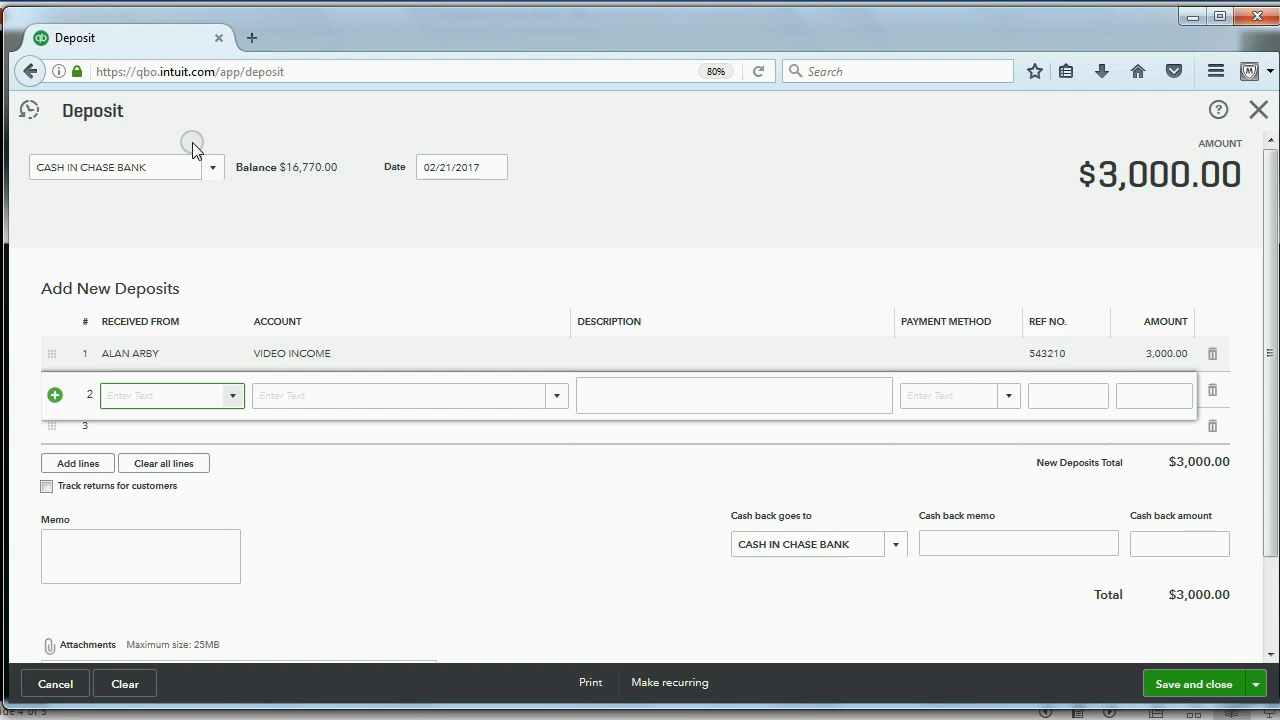 qb Deposit
https://qbo.intuit.com/app/deposit 80% Search
Deposit
AMOUNT
CASH IN CHASE BANK Balance $16,770.00 Date 02/21/2017 $3,000.00
Add New Deposits
# RECEIVED FROM ACCOUNT DESCRIPTION PAYMENT METHOD REF NO. AMOUNT
1 ALAN ARBY VIDEO INCOME 543210 3,000.00
2 Enter Text Enter Text Enter Text
3
Add lines Clear all lines New Deposits Total $3,000.00
Track returns for customers
Memo Cash back goes to Cash back memo Cash back amount
CASH IN CHASE BANK
Total $3,000.00
Attachments Maximum size: 25MB
Cancel Clear Print Make recurring Save and close